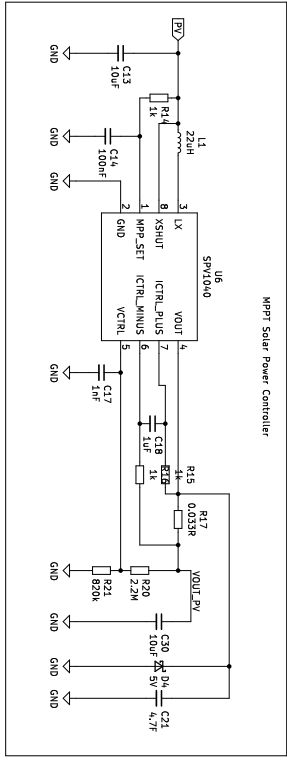 MPPT Solar Power Controller
PV
C13
10uF
GND
R14
1k
C14
100nF
GND
GND
L1
22uH
U6
SPV1040
3
LX
8
XSHUT
1
MPP_SET
2
GND
VOUT
4
ICTRL_PLUS
7
ICTRL_MINUS
6
VCTRL
5
C17
1nF
GND
C18
1uF
R15
1k
R16
1k
R17
0.033R
VOUT_PV
R20
2.2M
R21
820k
GND
C30
10uF
GND
D4
5V
GND
C21
4.7F
GND